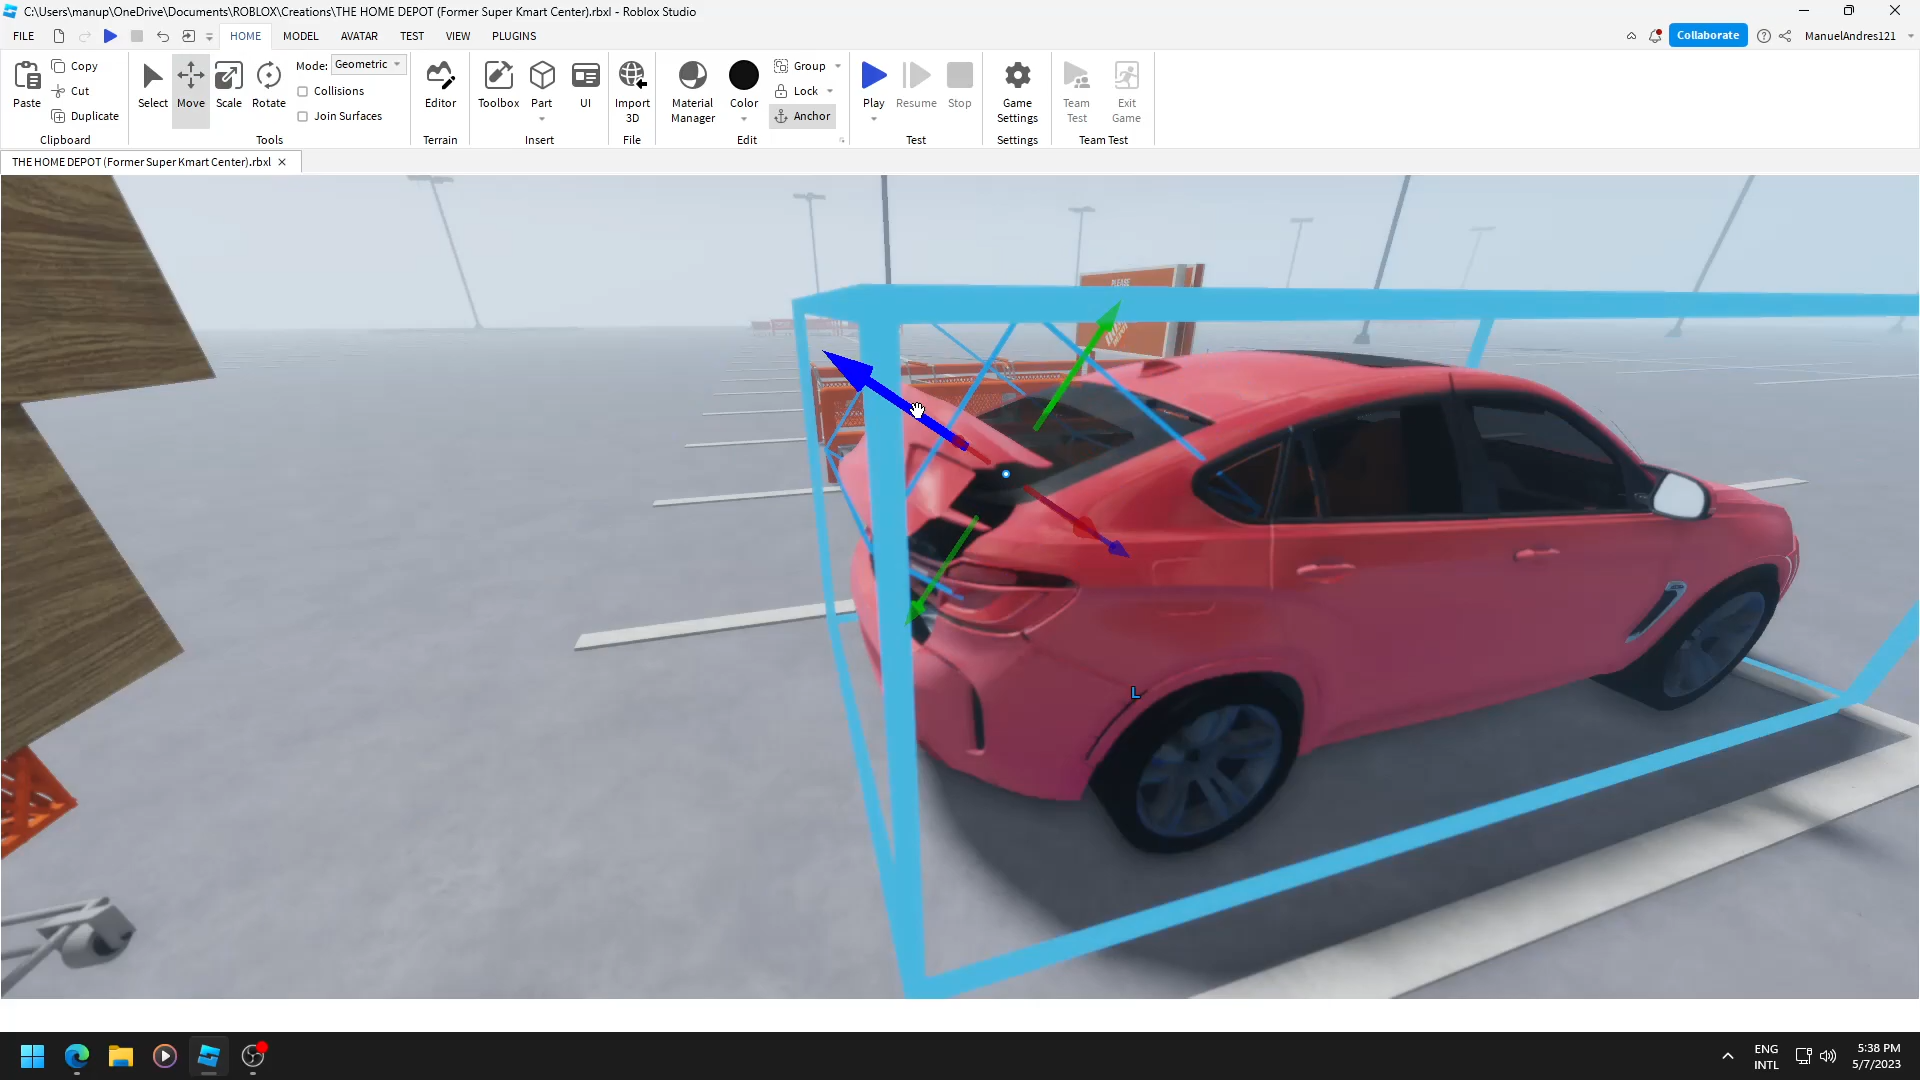 C:\Users\manup\OneDrive\Documents\ROBLOX\Creations\THE HOME DEPOT (Former Super Kmart Center).rbxl - Roblox Studio
FILE HOME MODEL AVATAR TEST VIEW PLUGINS Collaborate ManuelAndres121
Paste
Copy
Cut
Duplicate
Clipboard
Select Move Scale Rotate
Mode: Geometric
Collisions
Join Surfaces
Tools
Editor
Terrain
Toolbox Part UI
Insert
Import 3D
File
Material Manager
Color
Group
Lock
Anchor
Edit
Play Resume Stop
Test
Game Settings
Settings
Team Test
Exit Game
Team Test
THE HOME DEPOT (Former Super Kmart Center).rbxl
PLEASE
L
ENG
INTL
5:38 PM
5/7/2023